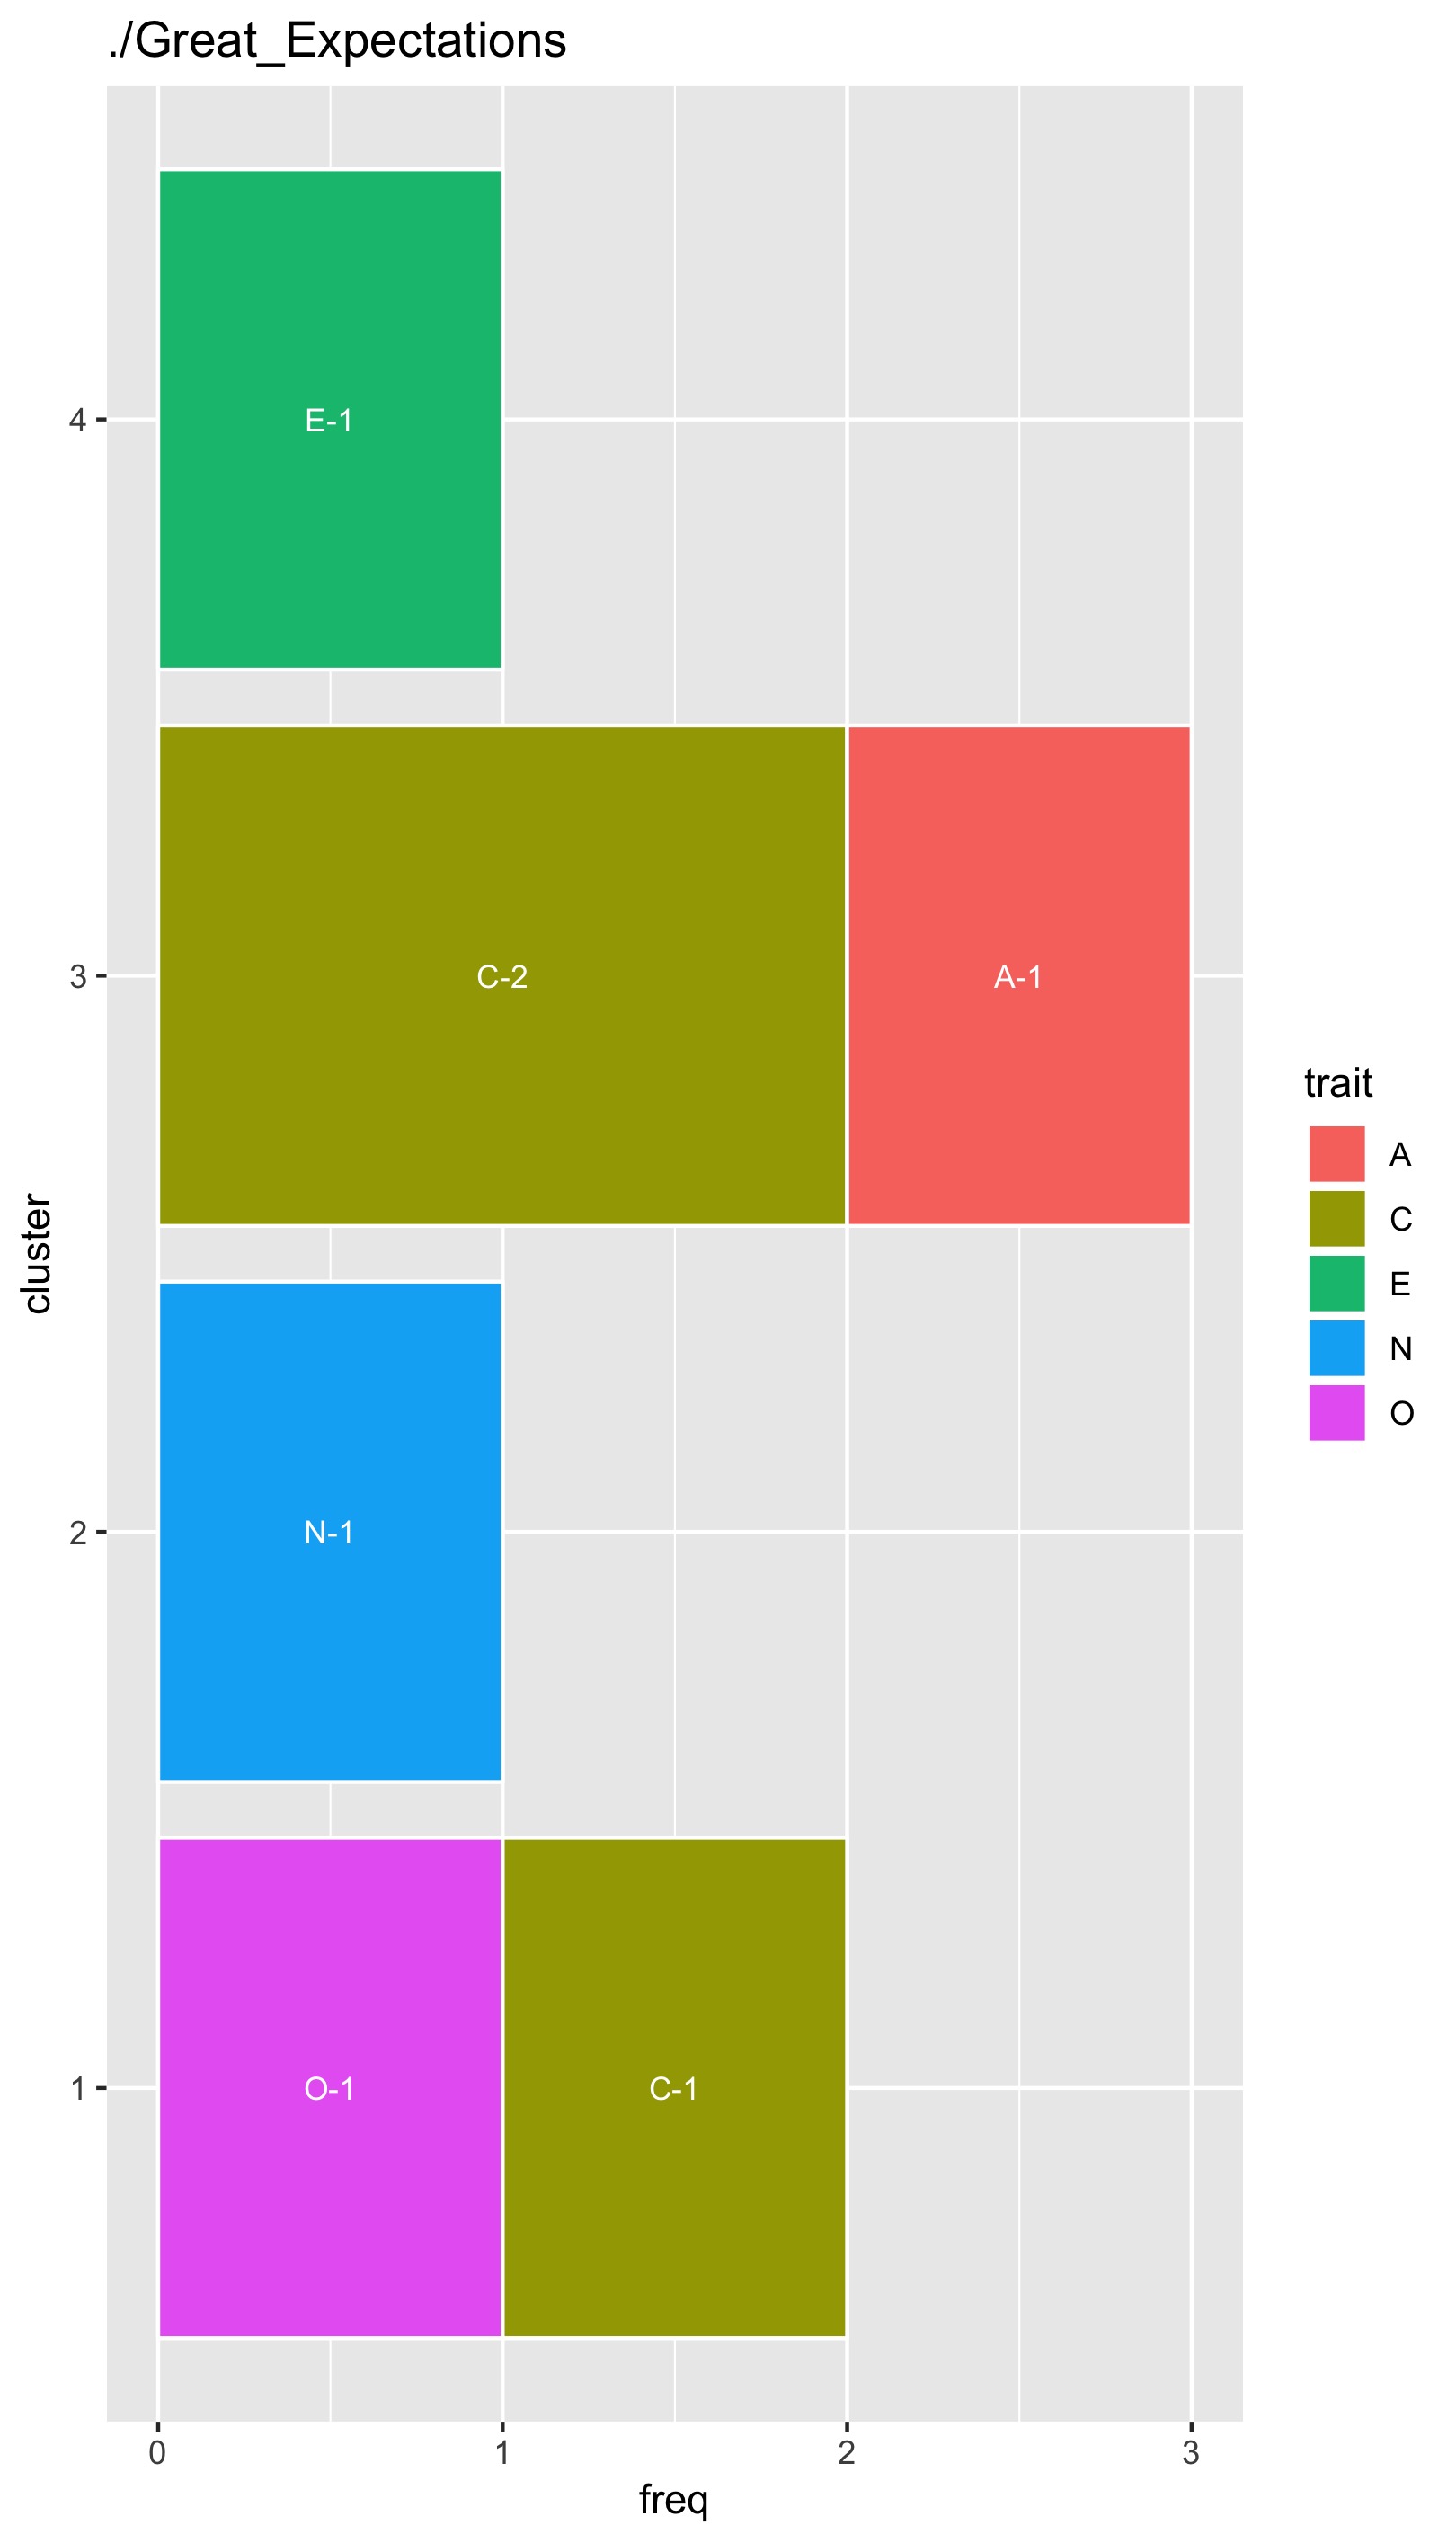 ./Great_Expectations
E-1
4
C-2
A-1
3
trait
A
C
E
N
O
cluster
N-1
2
O-1
C-1
1
0 1 2 3
freq